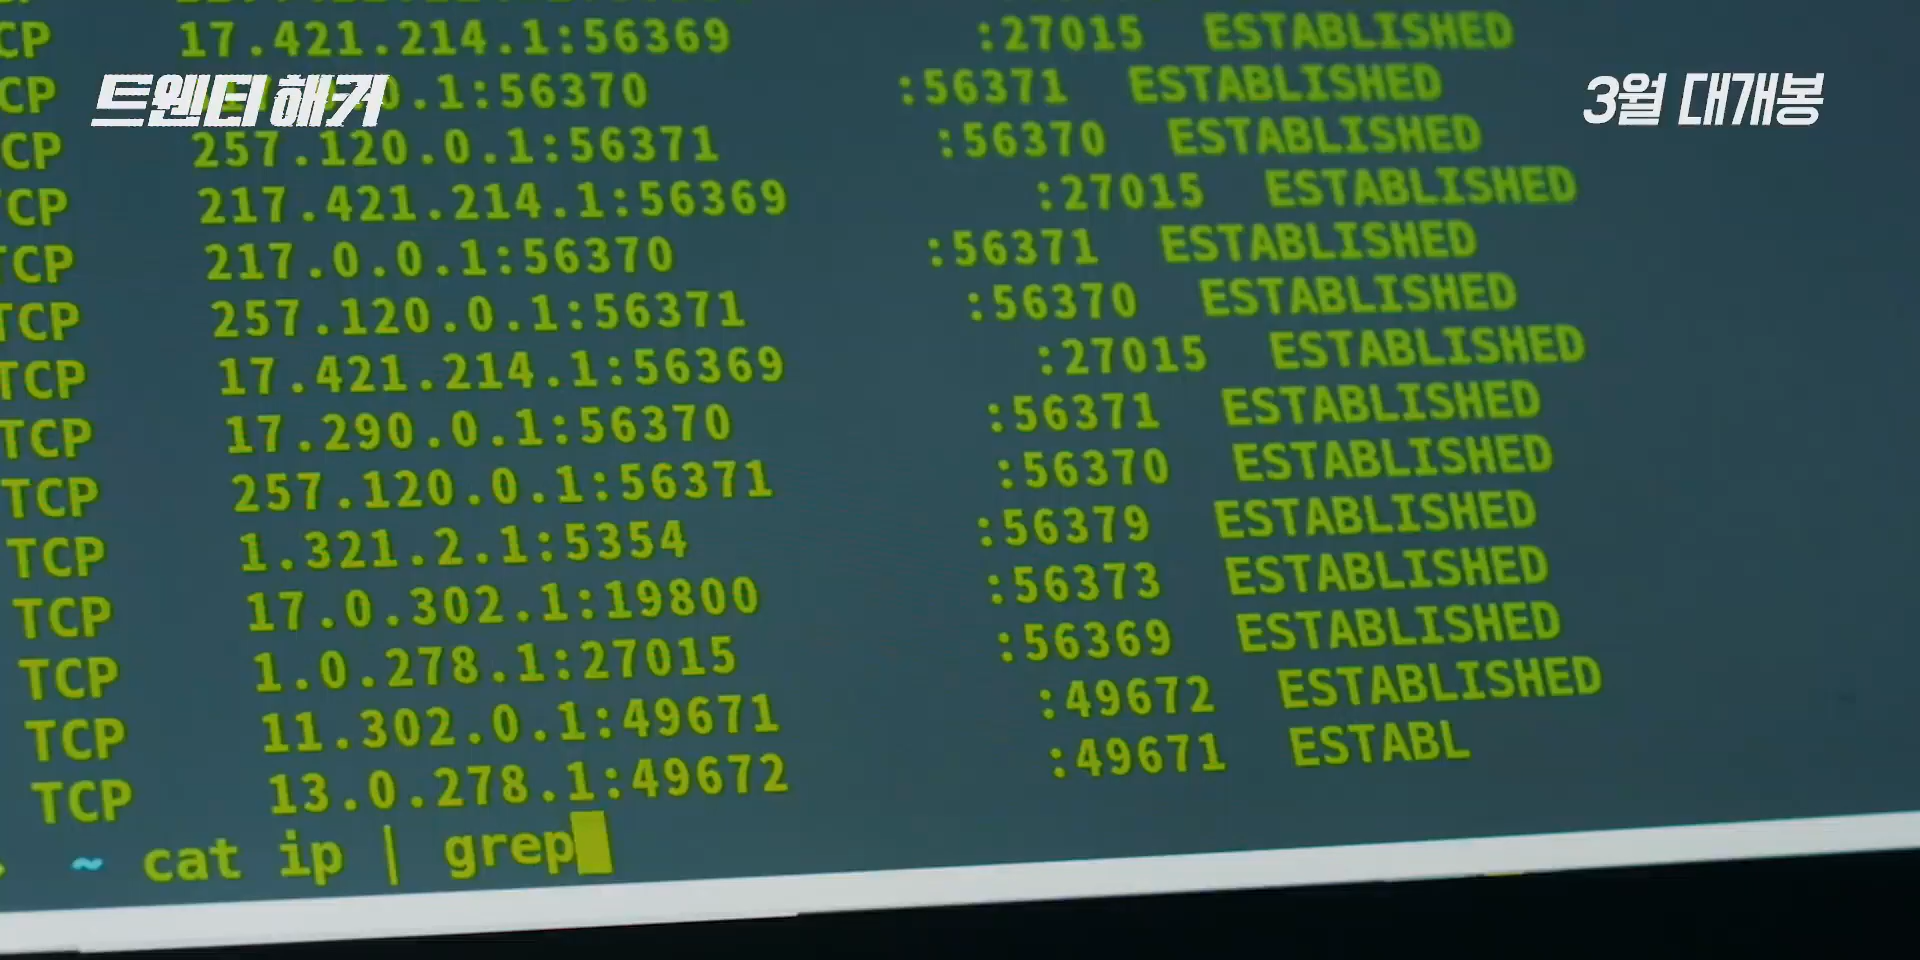 CP 17.421.214.1:56369 :27015 ESTABLISHED
트웬티 해커
3월 대개봉
CP 0.1:56370 :56371 ESTABLISHED
CP 257.120.0.1:56371 :56370 ESTABLISHED
TCP 217.421.214.1:56369 :27015 ESTABLISHED
TCP 217.0.0.1:56370 :56371 ESTABLISHED
TCP 257.120.0.1:56371 :56370 ESTABLISHED
TCP 17.421.214.1:56369 :27015 ESTABLISHED
TCP 17.290.0.1:56370 :56371 ESTABLISHED
TCP 257.120.0.1:56371 :56370 ESTABLISHED
TCP 1.321.2.1:5354 :56379 ESTABLISHED
TCP 17.0.302.1:19800 :56373 ESTABLISHED
TCP 1.0.278.1:27015 :56369 ESTABLISHED
TCP 11.302.0.1:49671 :49672 ESTABLISHED
TCP 13.0.278.1:49672 :49671 ESTABL
~ cat ip | grep